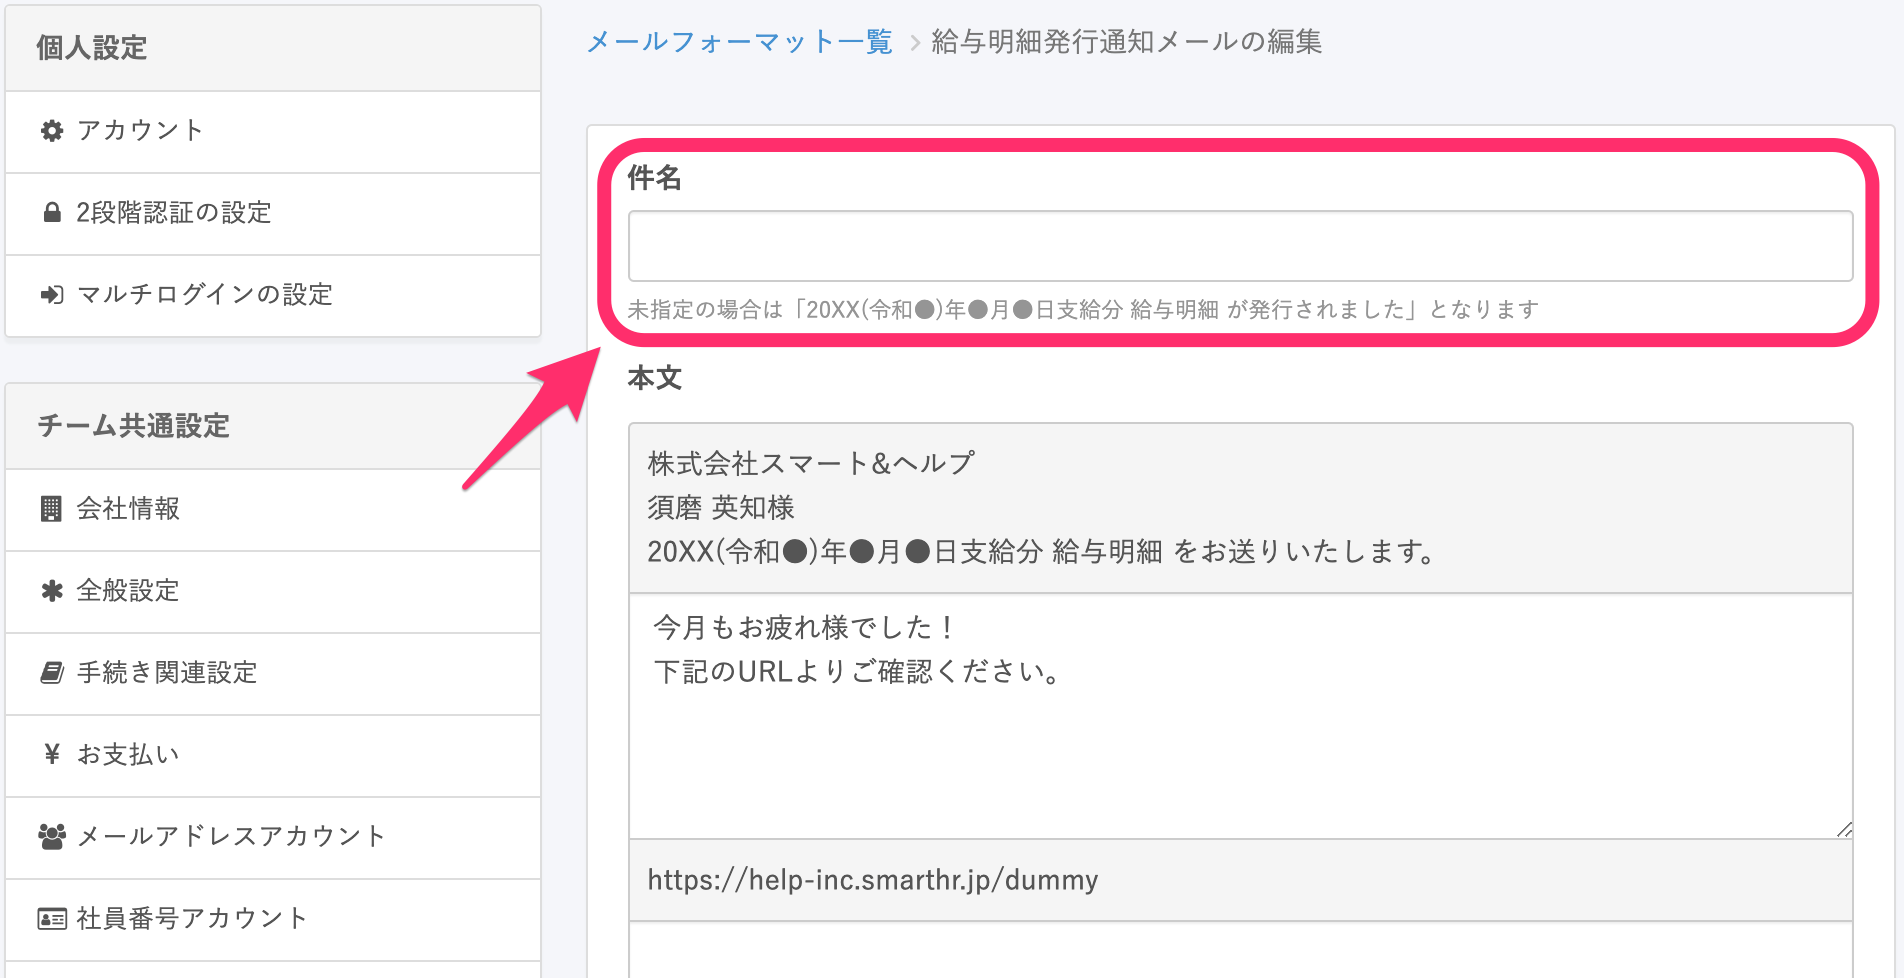 個人設定
アカウント
2段階認証の設定
マルチログインの設定
チーム共通設定
会社情報
全般設定
手続き関連設定
¥ お支払い
メールアドレスアカウント
社員番号アカウント
メールフォーマット一覧 > 給与明細発行通知メールの編集
件名
未指定の場合は「20XX(令和●)年●月●日支給分 給与明細 が発行されました」となります
本文
株式会社スマート&ヘルプ
須磨 英知様
20XX(令和●)年●月●日支給分 給与明細 をお送りいたします。
今月もお疲れ様でした！
下記のURLよりご確認ください。
https://help-inc.smarthr.jp/dummy